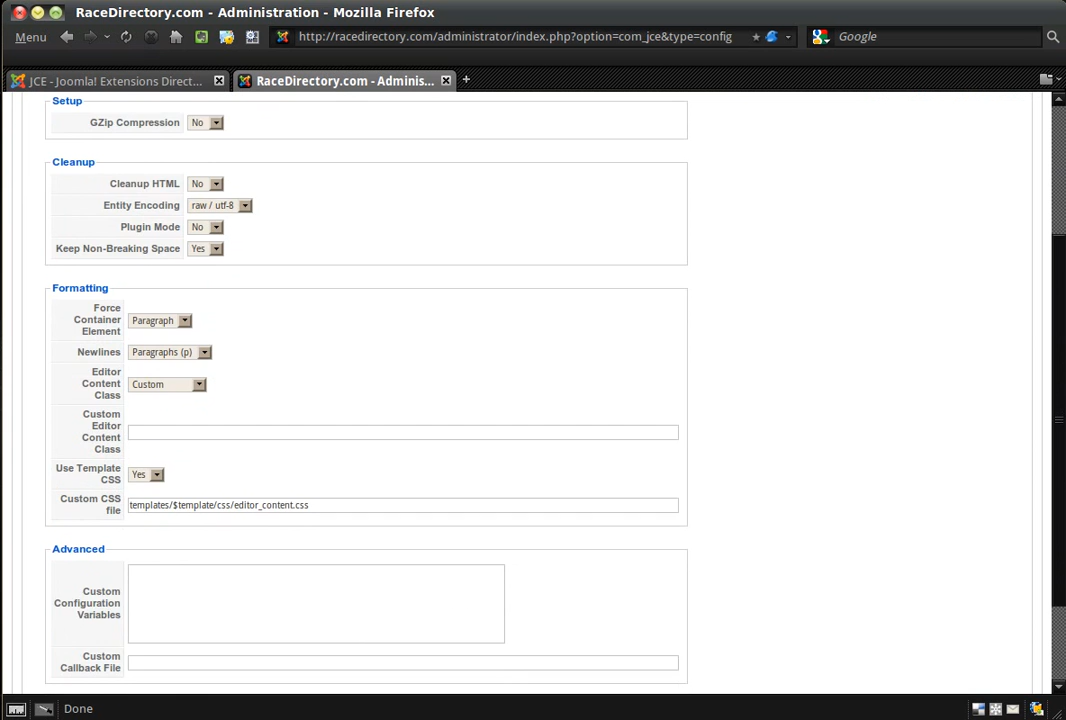 RaceDirectory.com - Administration - Mozilla Firefox
Menu http://racedirectory.com/administrator/index.php?option=com_jce&type=config Google
JCE - Joomla! Extensions Direct... RaceDirectory.com - Adminis...
Setup
GZip Compression No
Cleanup
Cleanup HTML No
Entity Encoding raw / utf-8
Plugin Mode No
Keep Non-Breaking Space Yes
Formatting
Force
Container
Element
Paragraph
Newlines Paragraphs (p)
Editor
Content
Class
Custom
Custom
Editor
Content
Class
Use Template
CSS
Yes
Custom CSS
file
templates/$template/css/editor_content.css
Advanced
Custom
Configuration
Variables
Custom
Callback File
Done